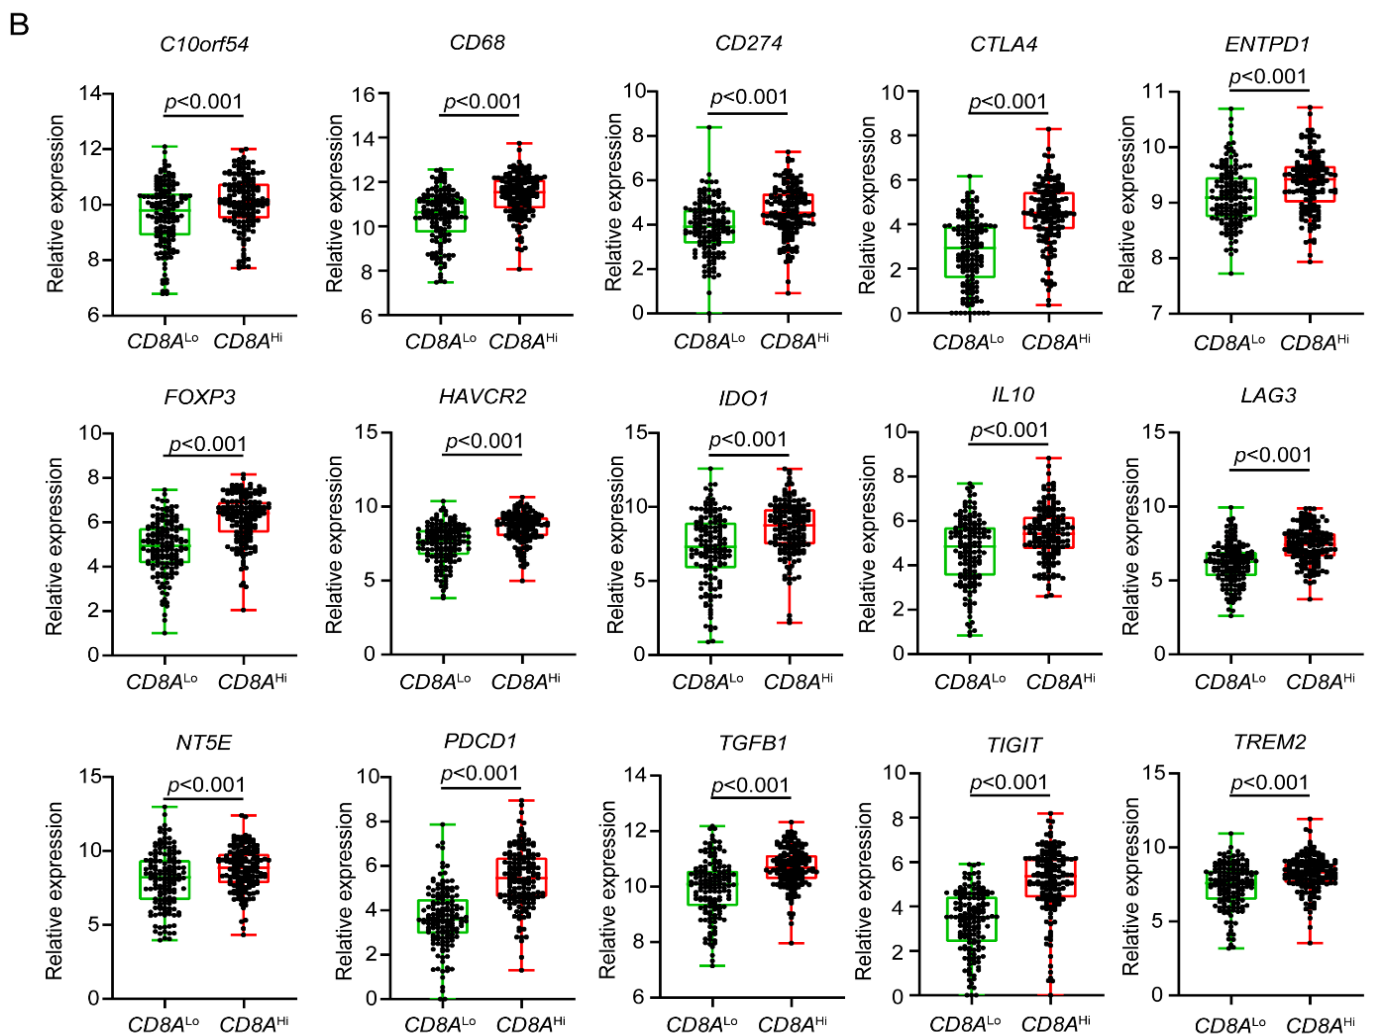 B
C10orf54 CD68 CD274 CTLA4 ENTPD1
p<0.001 p<0.001 p<0.001 p<0.001 p<0.001
Relative expression Relative expression Relative expression Relative expression Relative expression
14 16 10 10 11
12 14 8 8 10
10 12 6 6 9
8 10 4 4 8
6 8 2 2 7
6 0 0
CD8ALo CD8AHi CD8ALo CD8AHi CD8ALo CD8AHi CD8ALo CD8AHi CD8ALo CD8AHi
FOXP3 HAVCR2 IDO1 IL10 LAG3
p<0.001 p<0.001 p<0.001 p<0.001 p<0.001
Relative expression Relative expression Relative expression Relative expression Relative expression
10 15 15 10 15
8 10 10 8 10
6 5 5 6 5
4 0 0 4 0
2 2
0 0
CD8ALo CD8AHi CD8ALo CD8AHi CD8ALo CD8AHi CD8ALo CD8AHi CD8ALo CD8AHi
NT5E PDCD1 TGFB1 TIGIT TREM2
p<0.001 p<0.001 p<0.001 p<0.001 p<0.001
Relative expression Relative expression Relative expression Relative expression Relative expression
15 10 14 10 15
10 8 12 8 10
5 6 10 6 5
0 4 8 4 0
2 6 2
0 0
CD8ALo CD8AHi CD8ALo CD8AHi CD8ALo CD8AHi CD8ALo CD8AHi CD8ALo CD8AHi